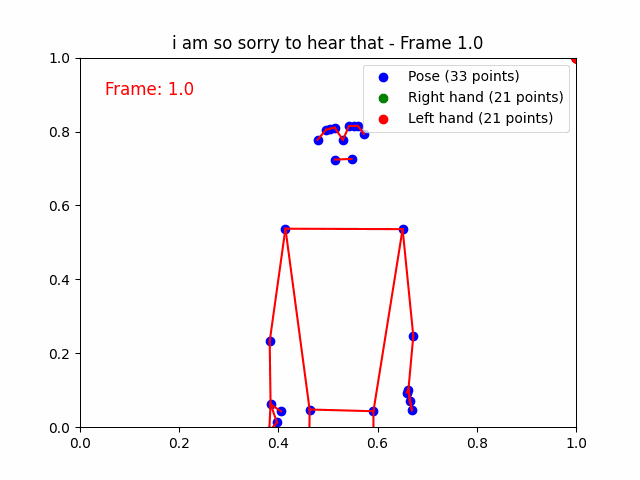 i am so sorry to hear that - Frame 1.0
Frame: 1.0
Pose (33 points)
Right hand (21 points)
Left hand (21 points)
1.0
0.8
0.6
0.4
0.2
0.0
0.0 0.2 0.4 0.6 0.8 1.0